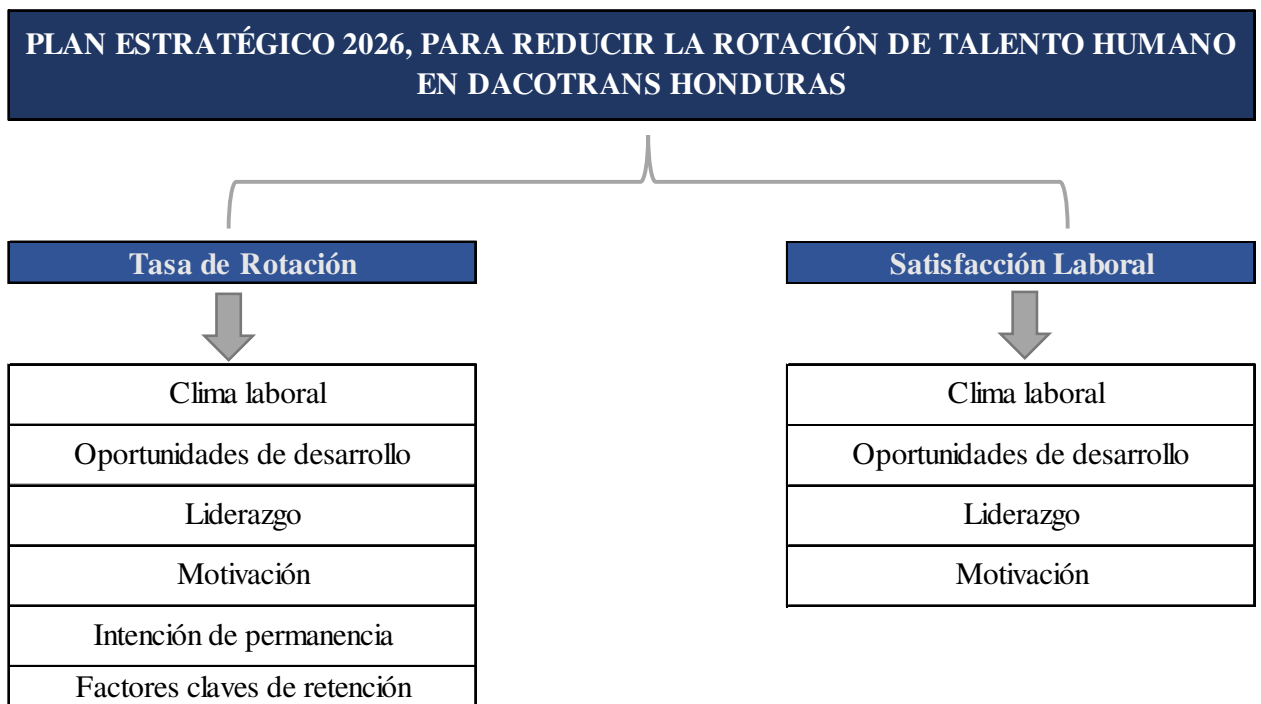 PLAN ESTRATÉGICO 2026, PARA REDUCIR LA ROTACIÓN DE TALENTO HUMANO
EN DACOTRANS HONDURAS
Tasa de Rotación
Clima laboral
Oportunidades de desarrollo
Liderazgo
Motivación
Intención de permanencia
Factores claves de retención
Satisfacción Laboral
Clima laboral
Oportunidades de desarrollo
Liderazgo
Motivación